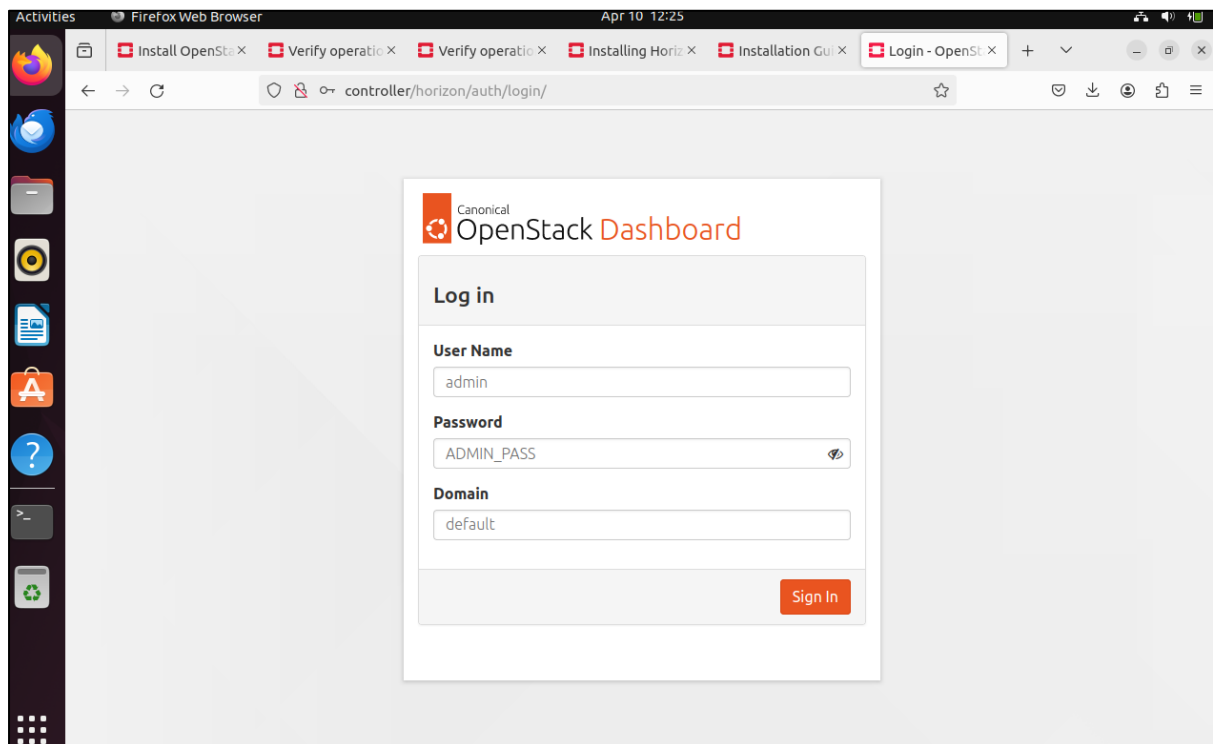 Activities Firefox Web Browser Apr 10 12:25
Install OpenSta Verify operatio Verify operatio Installing Horiz Installation Gui Login - OpenSt
controller/horizon/auth/login/
Canonical
OpenStack Dashboard
Log in
User Name
admin
Password
ADMIN_PASS
Domain
default
Sign In